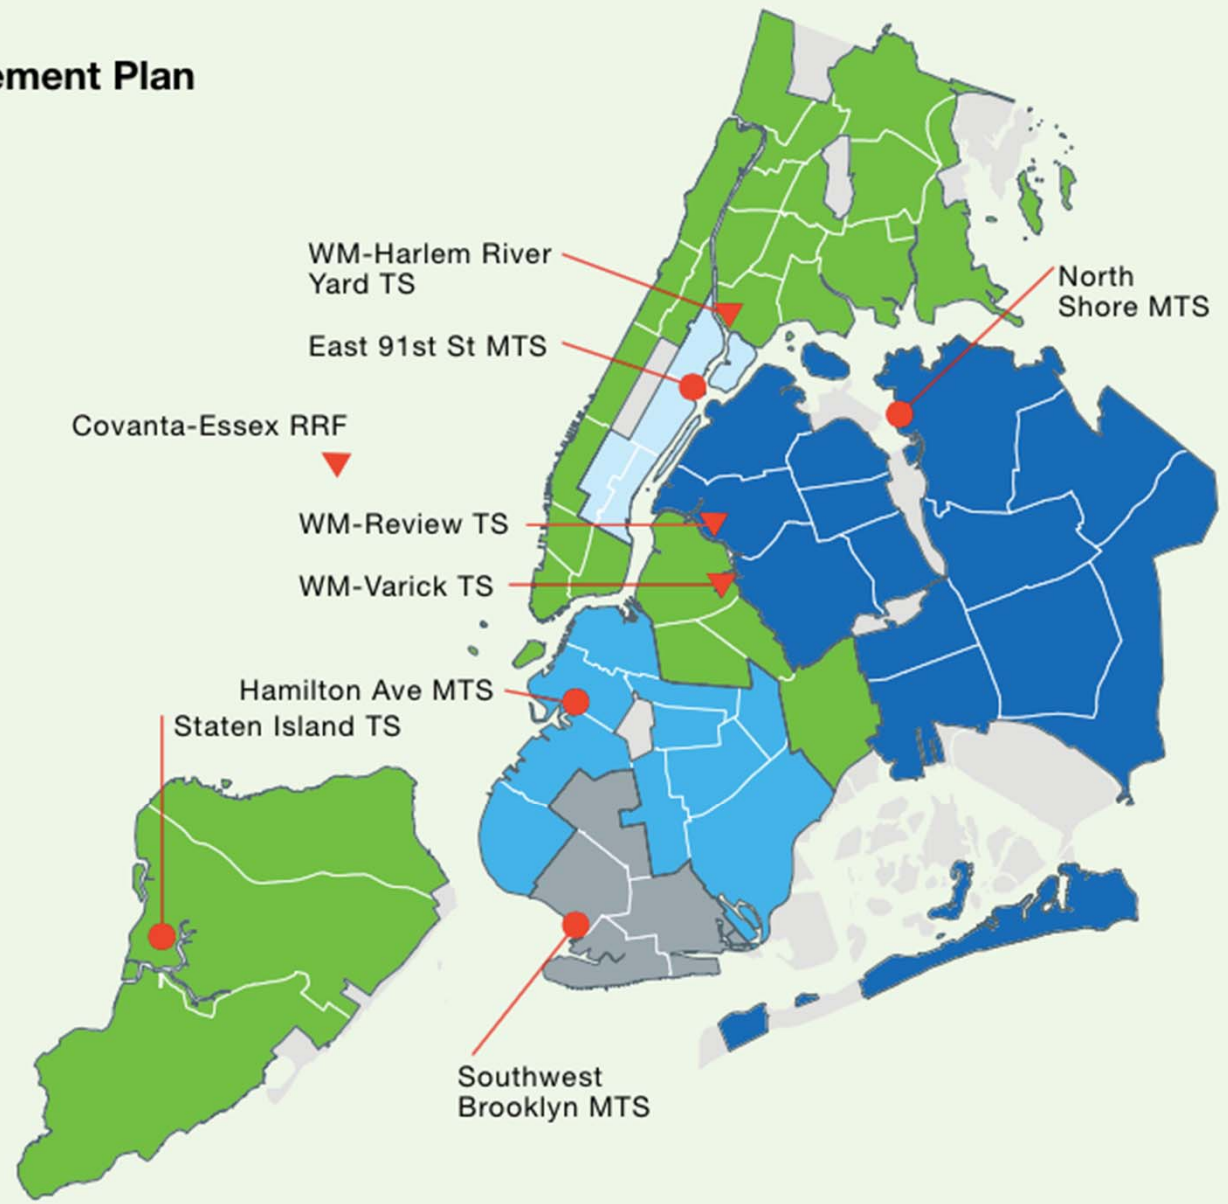 ement Plan
WM-Harlem River
Yard TS
North
Shore MTS
East 91st St MTS
Covanta-Essex RRF
WM-Review TS
WM-Varick TS
Hamilton Ave MTS
Staten Island TS
Southwest
Brooklyn MTS